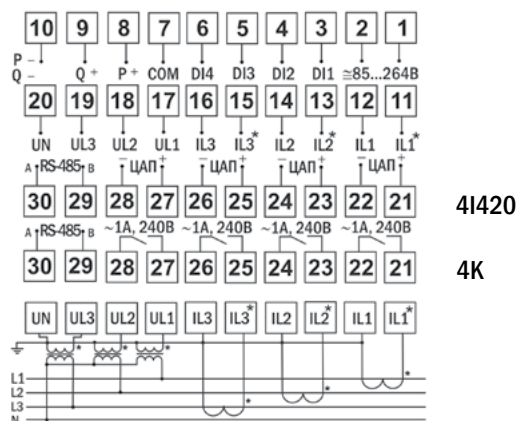 10 9 8 7 6 5 4 3 2 1
P –
Q – Q + P + COM DI4 DI3 DI2 DI1 ≅85...264В
20 19 18 17 16 15 14 13 12 11
UN UL3 UL2 UL1 IL3 IL3* IL2 IL2* IL1 IL1*
A RS-485 B – ЦАП + – ЦАП + – ЦАП + – ЦАП +
30 29 28 27 26 25 24 23 22 21 4I420
A RS-485 B ~1А, 240В ~1А, 240В ~1А, 240В ~1А, 240В
30 29 28 27 26 25 24 23 22 21 4K
UN UL3 UL2 UL1 IL3 IL3* IL2 IL2* IL1 IL1*
* * * * * *
L1
L2
L3
N